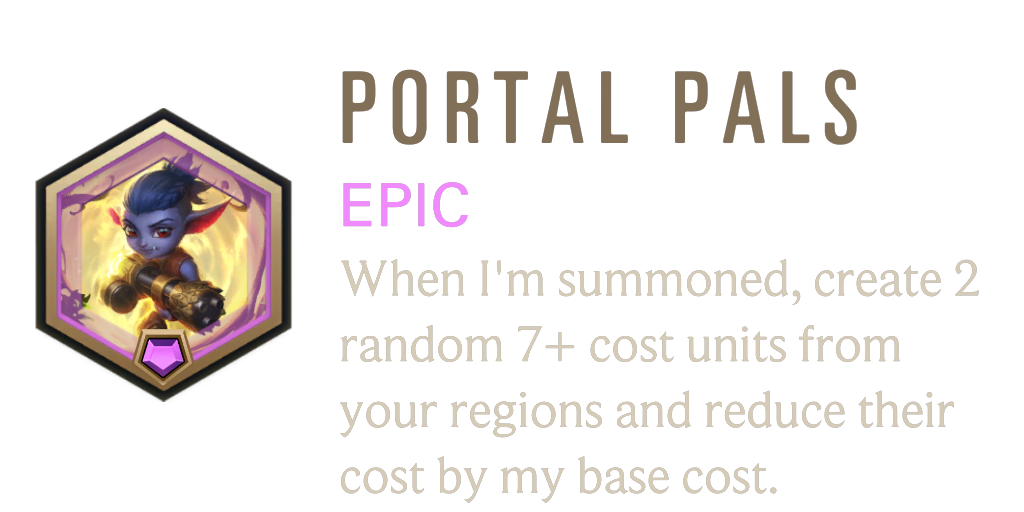 PORTAL PALS
EPIC
When I'm summoned, create 2
random 7+ cost units from
your regions and reduce their
cost by my base cost.